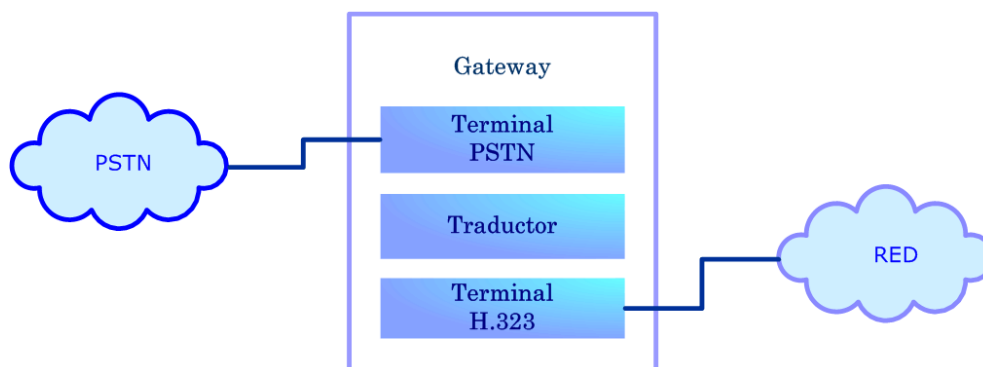 Gateway
Terminal
PSTN
PSTN
Traductor
RED
Terminal
H.323